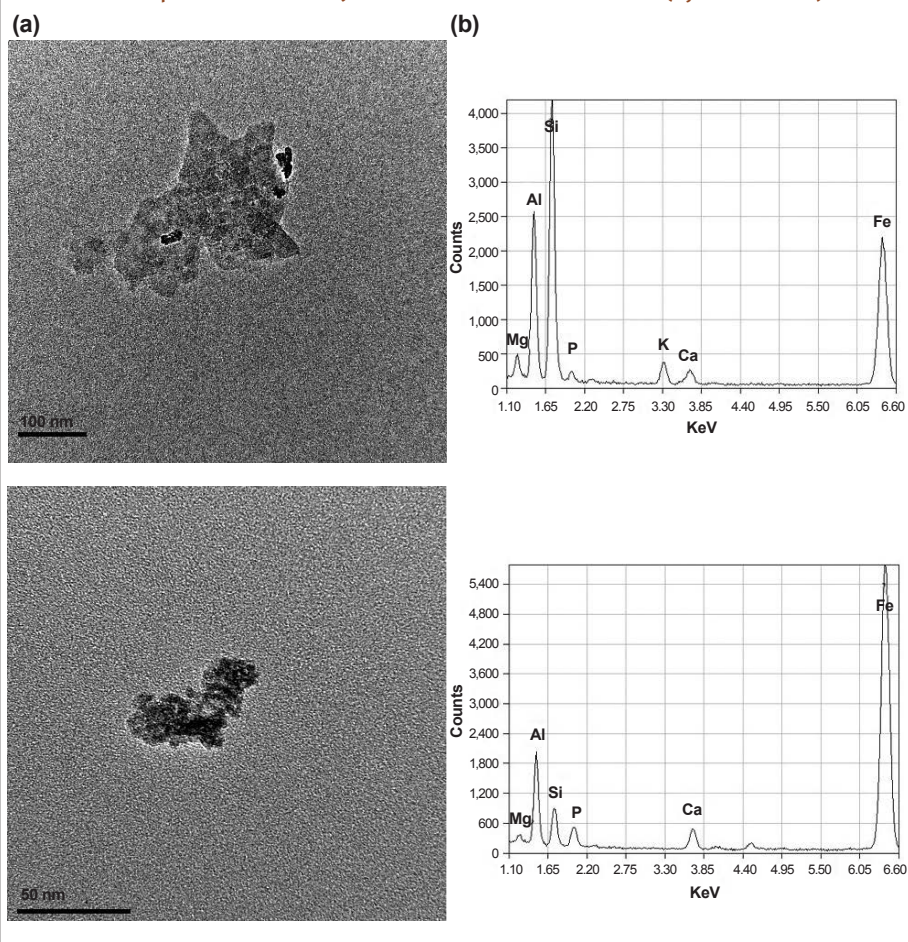 (a)
(b)
4,000
3,500
3,000
2,500
2,000
1,500
1,000
500
0
Counts
Mg
Al
Si
P
K
Ca
Fe
1.10 1.65 2.20 2.75 3.30 3.85 4.40 4.95 5.50 6.05 6.60
KeV
100 nm
5,400
4,800
4,200
3,600
3,000
2,400
1,800
1,200
600
0
Counts
Mg
Al
Si
P
Ca
Fe
1.10 1.65 2.20 2.75 3.30 3.85 4.40 4.95 5.50 6.05 6.60
KeV
50 nm